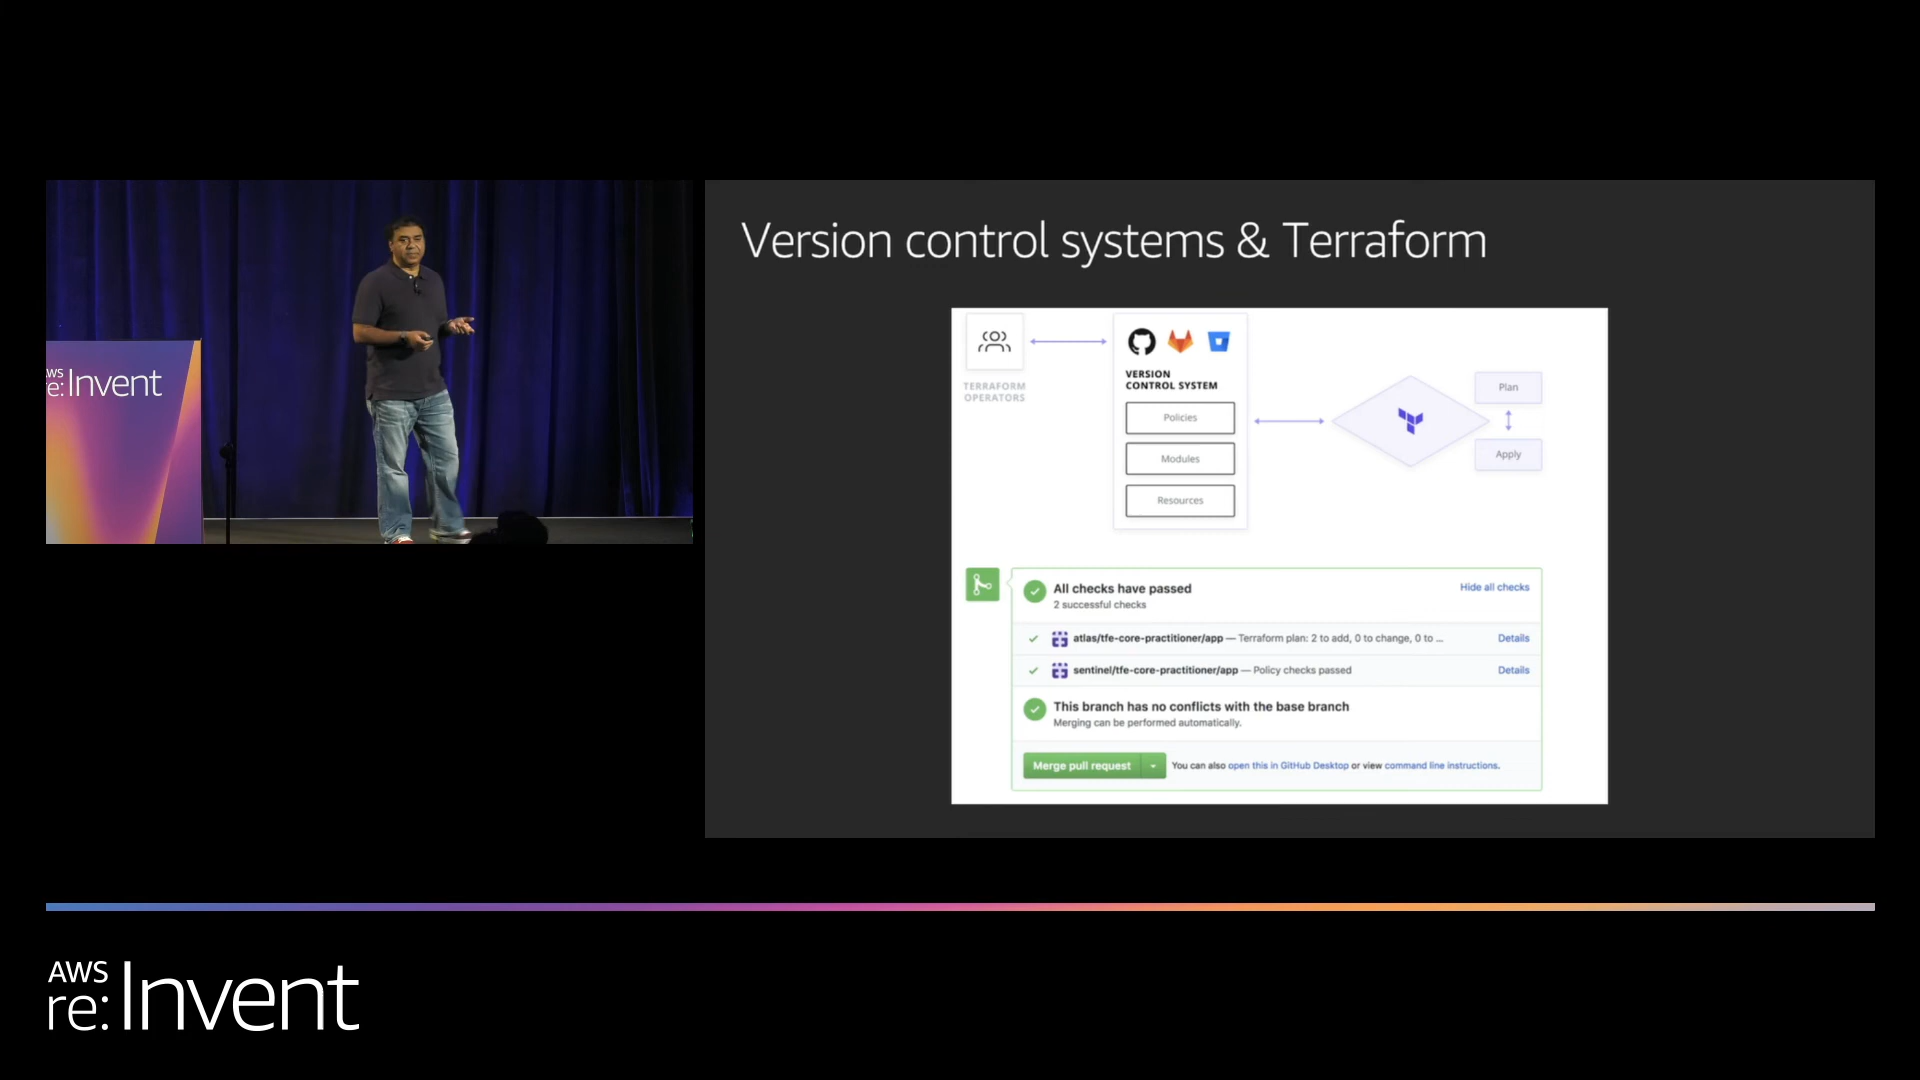 WS
re:Invent
Version control systems & Terraform
TERRAFORM
OPERATORS
VERSION
CONTROL SYSTEM
Policies
Modules
Resources
Plan
Apply
All checks have passed
2 successful checks
Hide all checks
atlas/tfe-core-practitioner/app — Terraform plan: 2 to add, 0 to change, 0 to ...
Details
sentinel/tfe-core-practitioner/app — Policy checks passed
Details
This branch has no conflicts with the base branch
Merging can be performed automatically.
Merge pull request
You can also open this in GitHub Desktop or view command line instructions.
AWS
re:Invent